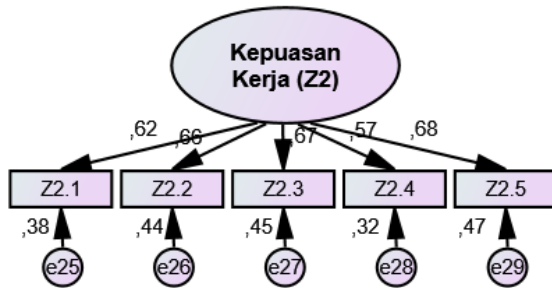 Kepuasan
Kerja (Z2)
,62 ,66 ,67 ,57 ,68
Z2.1 Z2.2 Z2.3 Z2.4 Z2.5
,38 ,44 ,45 ,32 ,47
e25 e26 e27 e28 e29